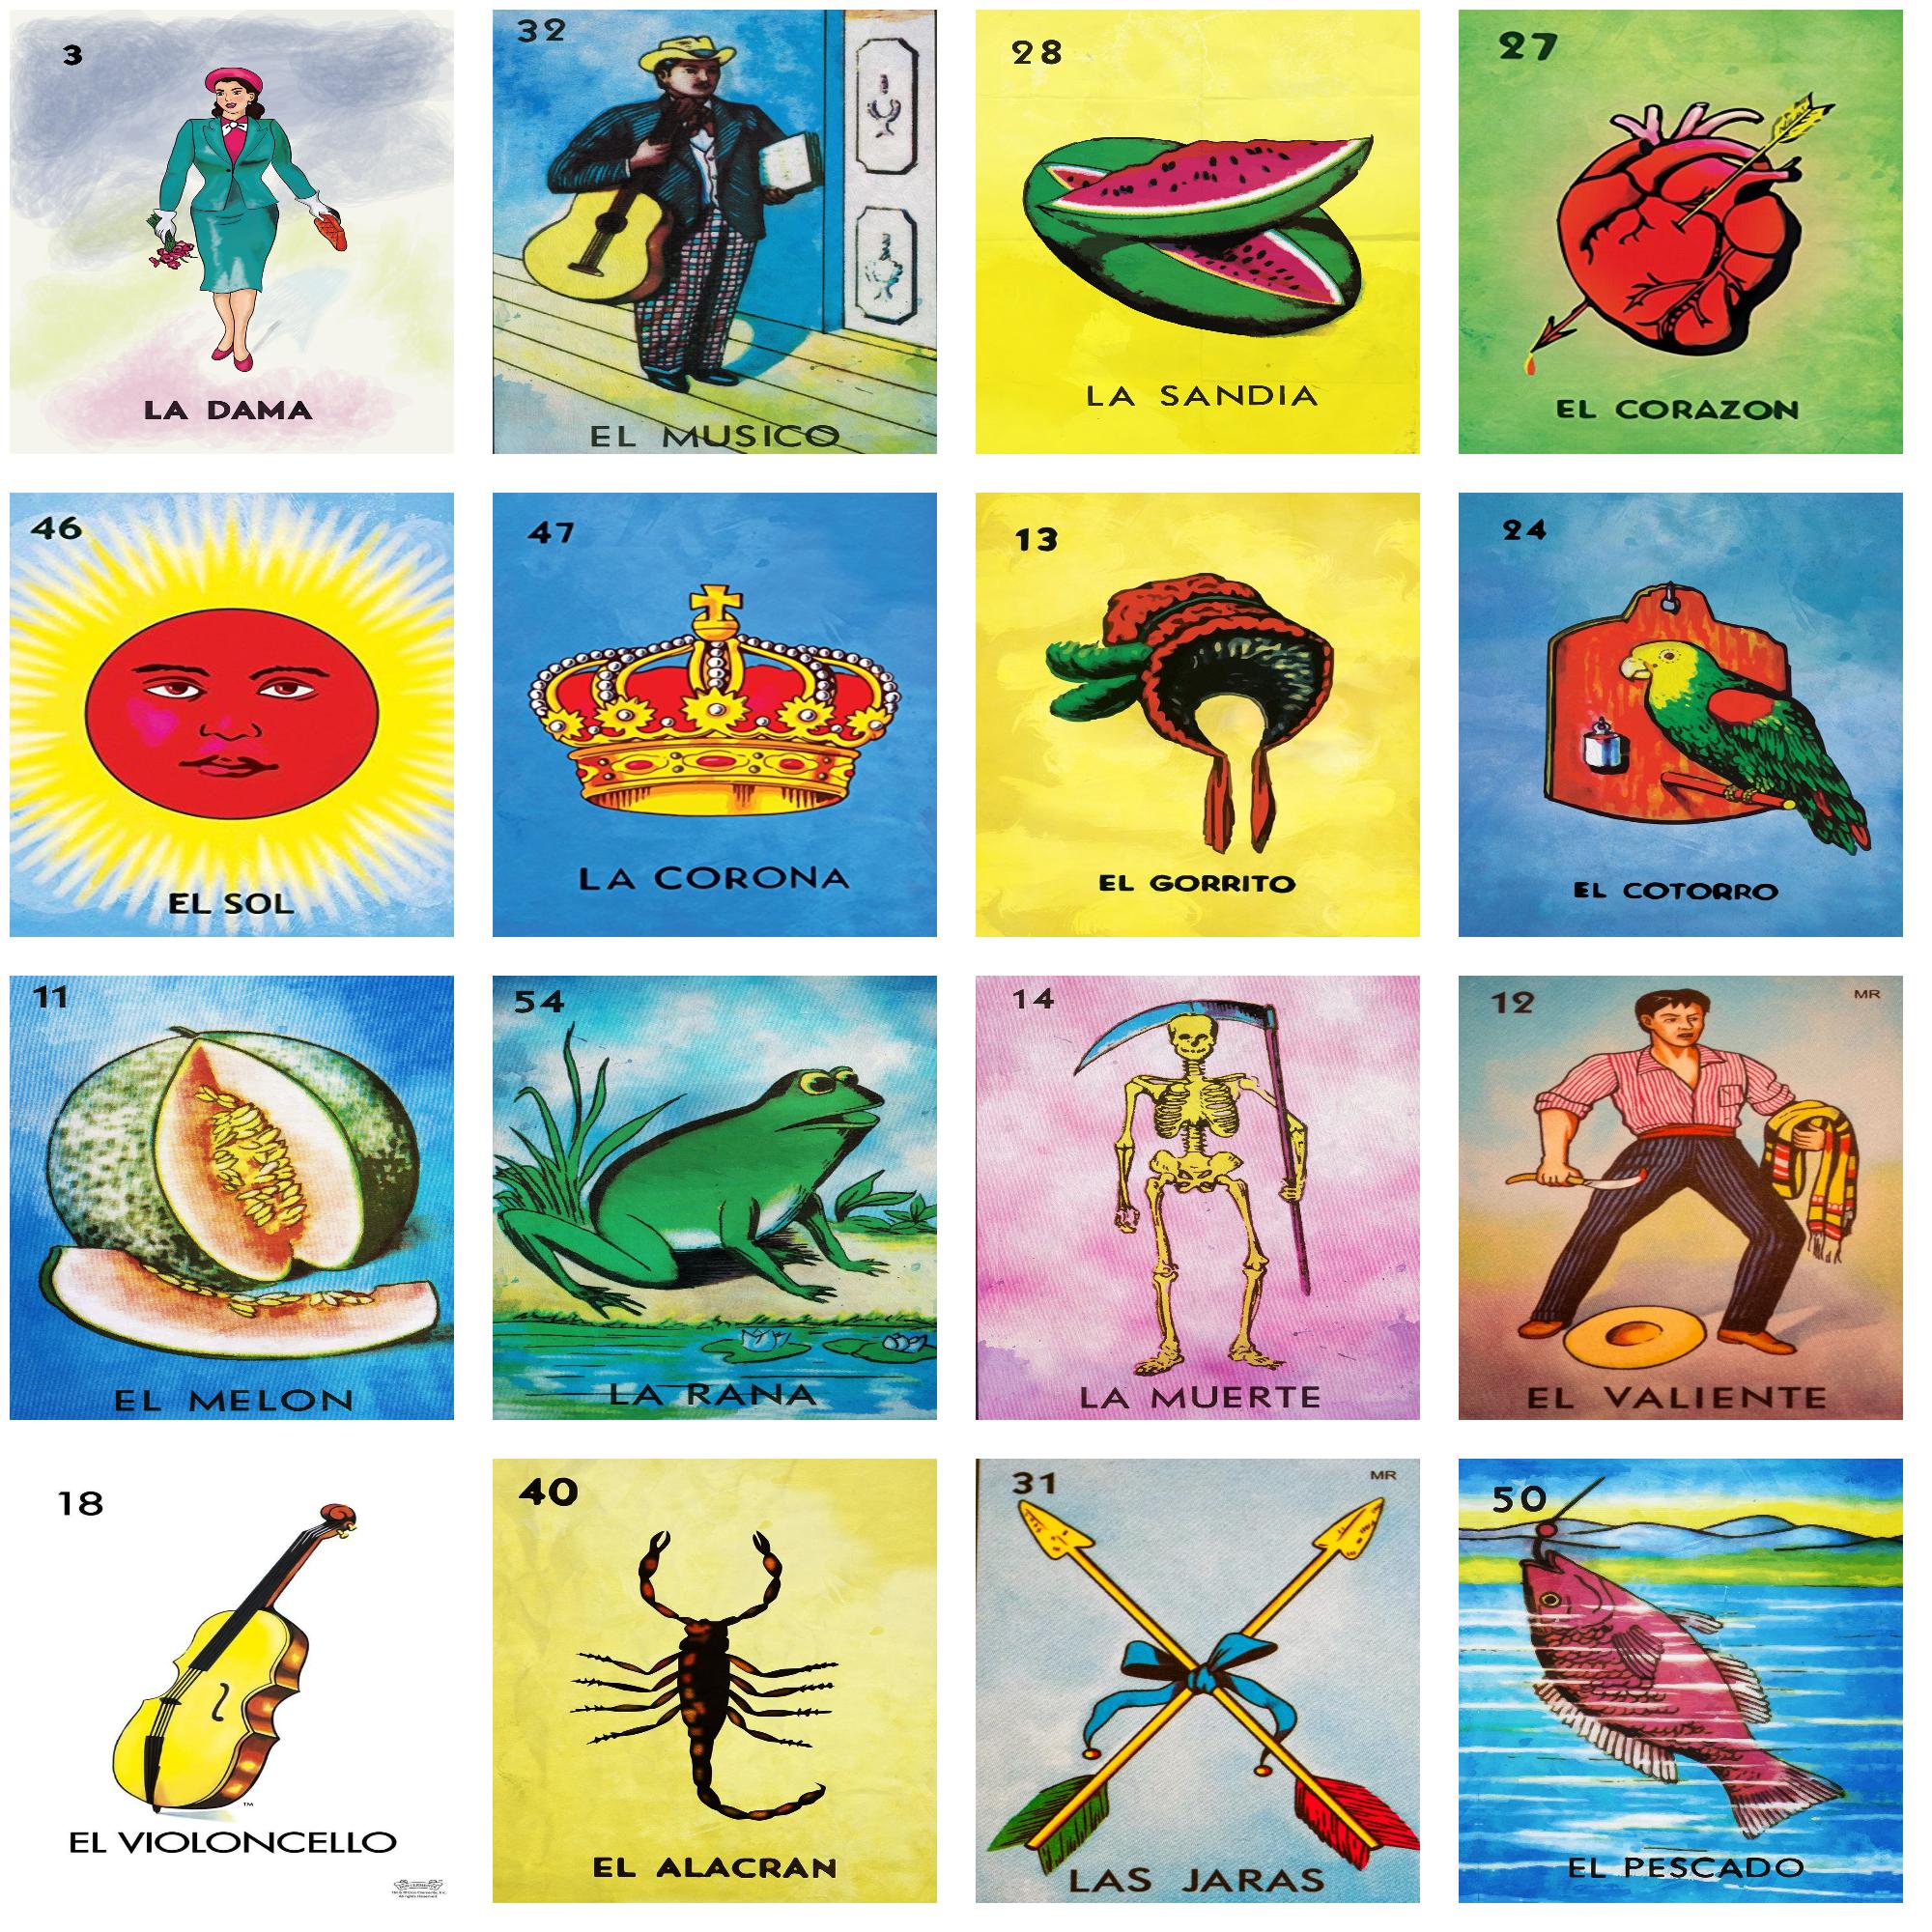 3
LA DAMA
32
EL MUSICO
28
LA SANDIA
27
EL CORAZON
46
EL SOL
47
LA CORONA
13
EL GORRITO
24
EL COTORRO
11
EL MELON
54
LA RANA
14
LA MUERTE
12
MR
EL VALIENTE
18
TM
EL VIOLONCELLO
40
EL ALACRAN
31
MR
LAS JARAS
50
EL PESCADO